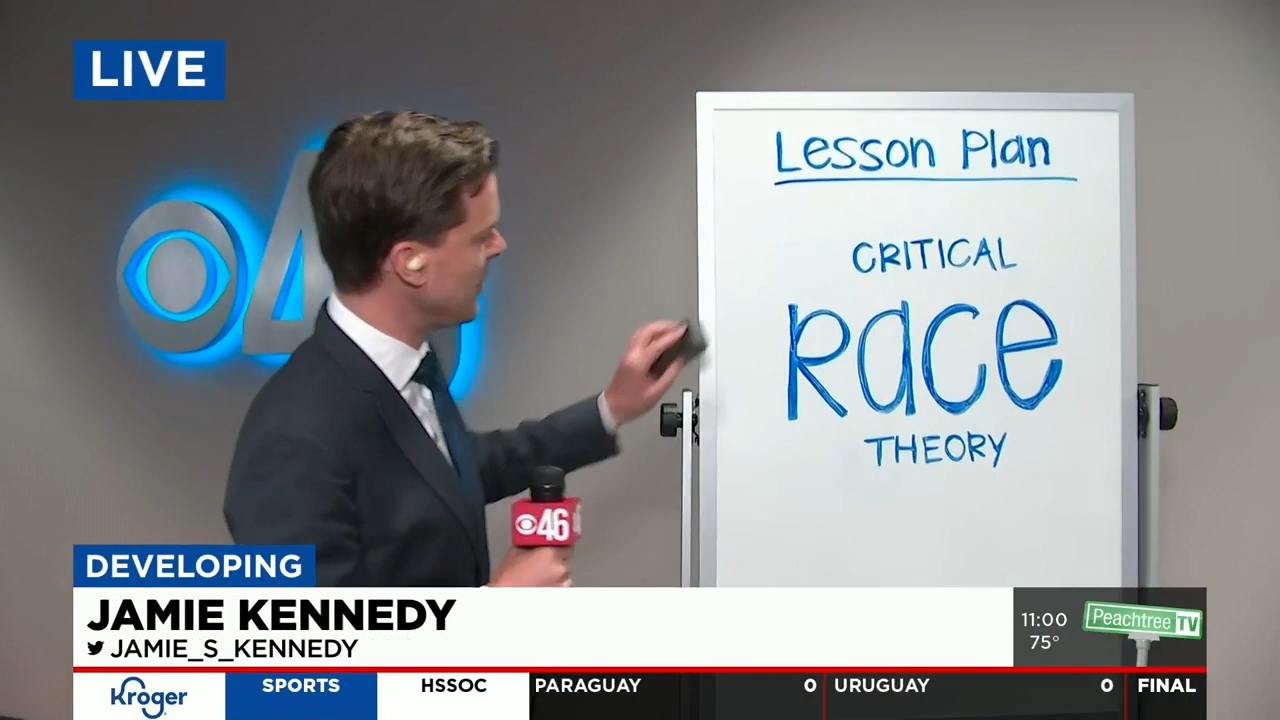 LIVE
Lesson Plan
CRITICAL
Race
THEORY
46
DEVELOPING
JAMIE KENNEDY
JAMIE_S_KENNEDY
11:00
75°
Peachtree TV
Kroger
SPORTS
HSSOC
PARAGUAY 0
URUGUAY 0
FINAL